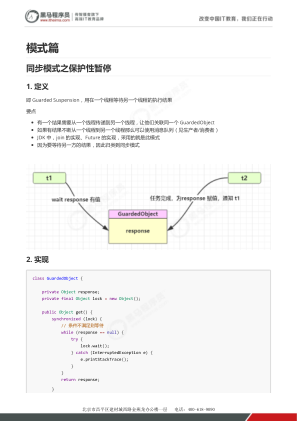 黑马程序员
www.itheima.com
传智播客旗下
高端IT教育品牌
改变中国IT教育，我们正在行动
模式篇
同步模式之保护性暂停
1. 定义
即 Guarded Suspension，用在一个线程等待另一个线程的执行结果
要点
有一个结果需要从一个线程传递到另一个线程，让他们关联同一个 GuardedObject
如果有结果不断从一个线程到另一个线程那么可以使用消息队列（见生产者/消费者）
JDK 中，join 的实现、Future 的实现，采用的就是此模式
因为要等待另一方的结果，因此归类到同步模式
t1
t2
wait response 有值
任务完成，为response 赋值，通知 t1
GuardedObject
response
2. 实现
class GuardedObject {
private Object response;
private final Object lock = new Object();
public Object get() {
synchronized (lock) {
// 条件不满足则等待
while (response == null) {
try {
lock.wait();
} catch (InterruptedException e) {
e.printStackTrace();
}
}
return response;
}
北京市昌平区建材城西路金燕龙办公楼一层 电话：400-618-9090